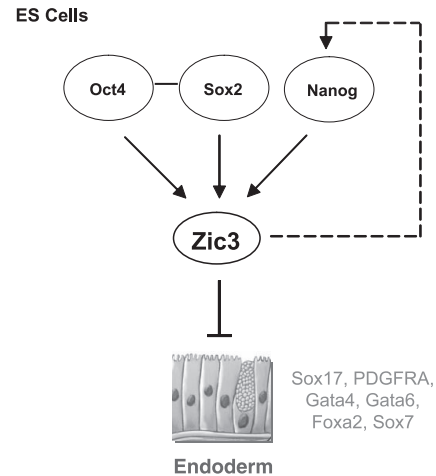 ES Cells
Oct4
Sox2
Nanog
Zic3
Sox17, PDGFRA,
Gata4, Gata6,
Foxa2, Sox7
Endoderm